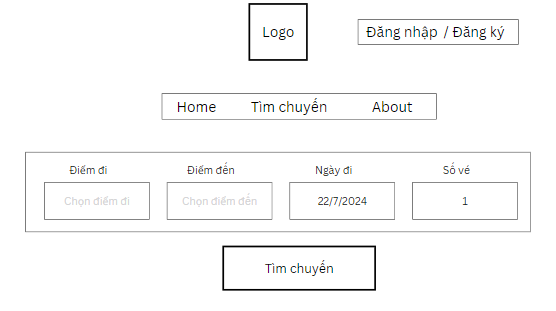 Logo
Đăng nhập / Đăng ký
Home Tìm chuyến About
Điểm đi Điểm đến Ngày đi Số vé
Chọn điểm đi Chọn điểm đến 22/7/2024 1
Tìm chuyến